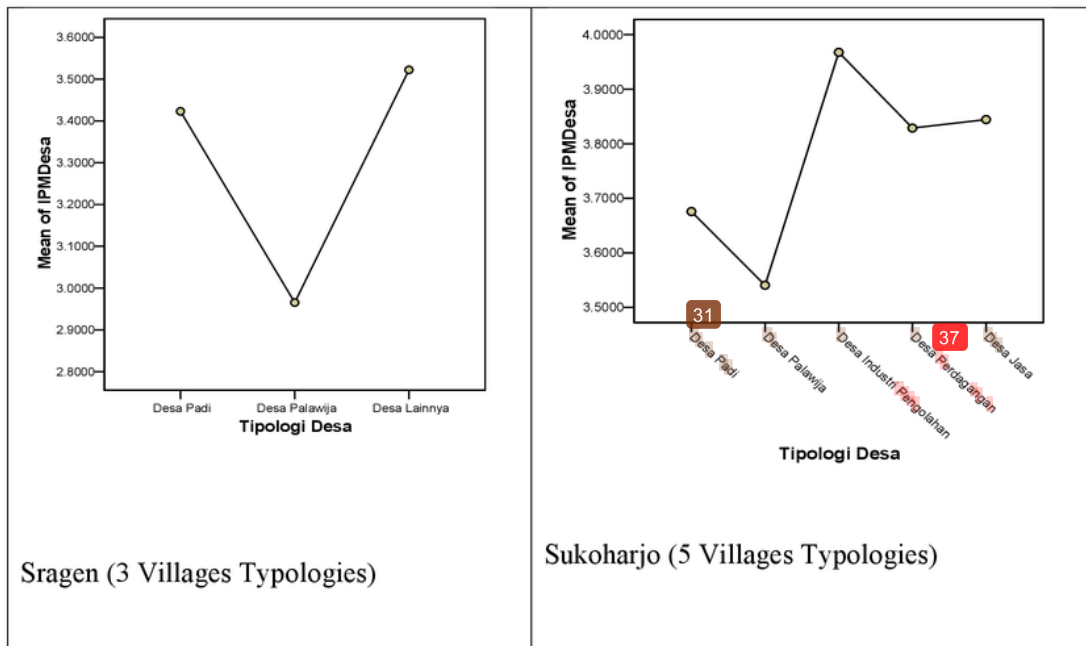 3.6000
3.5000
3.4000
3.3000
3.2000
3.1000
3.0000
2.9000
2.8000
Mean of IPMDesa
Desa Padi
Desa Palawija
Desa Lainnya
Tipologi Desa
Sragen (3 Villages Typologies)
4.0000
3.9000
3.8000
3.7000
3.6000
3.5000
Mean of IPMDesa
31
37
Desa Padi
Desa Palawija
Desa Industri Pengolahan
Desa Perdagangan
Desa Jasa
Tipologi Desa
Sukoharjo (5 Villages Typologies)